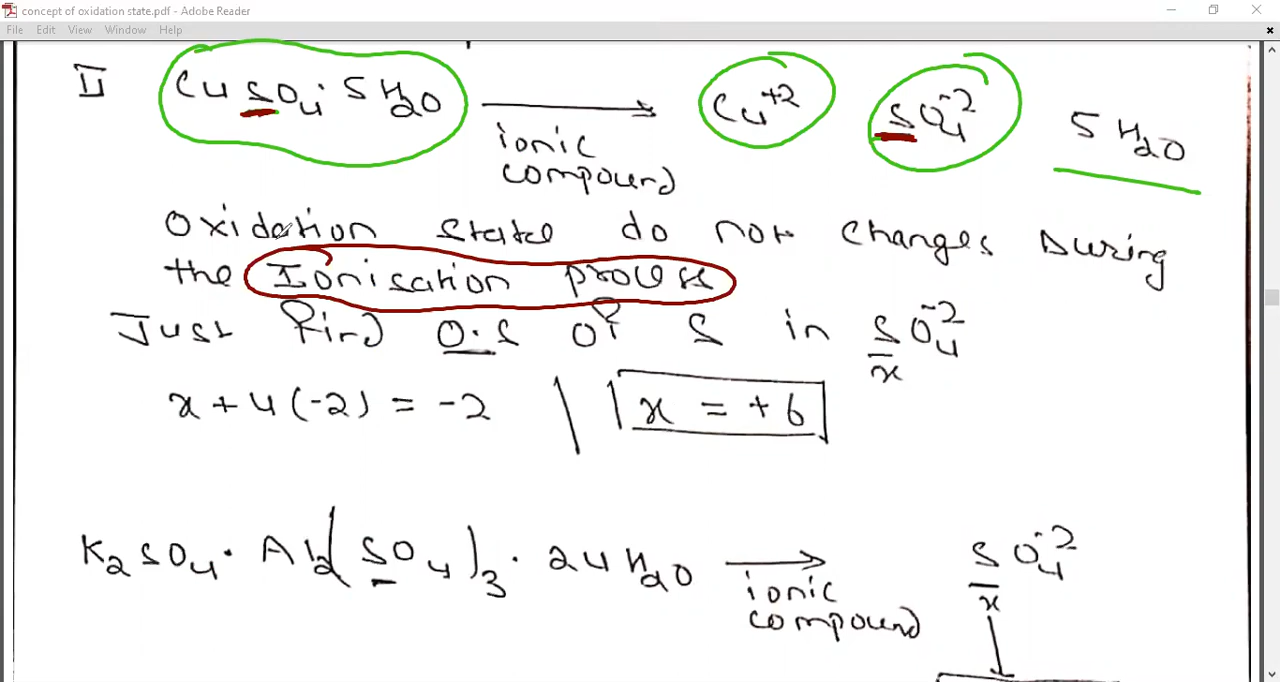 concept of oxidation state.pdf - Adobe Reader
File Edit View Window Help
II CuSO4·5H2O → Cu+2 SO4-2 5H2O
ionic
compound
Oxidation state do not changes During
the Ionisation process
Just find O.S of S in SO4-2
x
x + 4(-2) = -2 | x = +6
K2SO4·Al2(SO4)3·24H2O → SO4-2
ionic x
compound